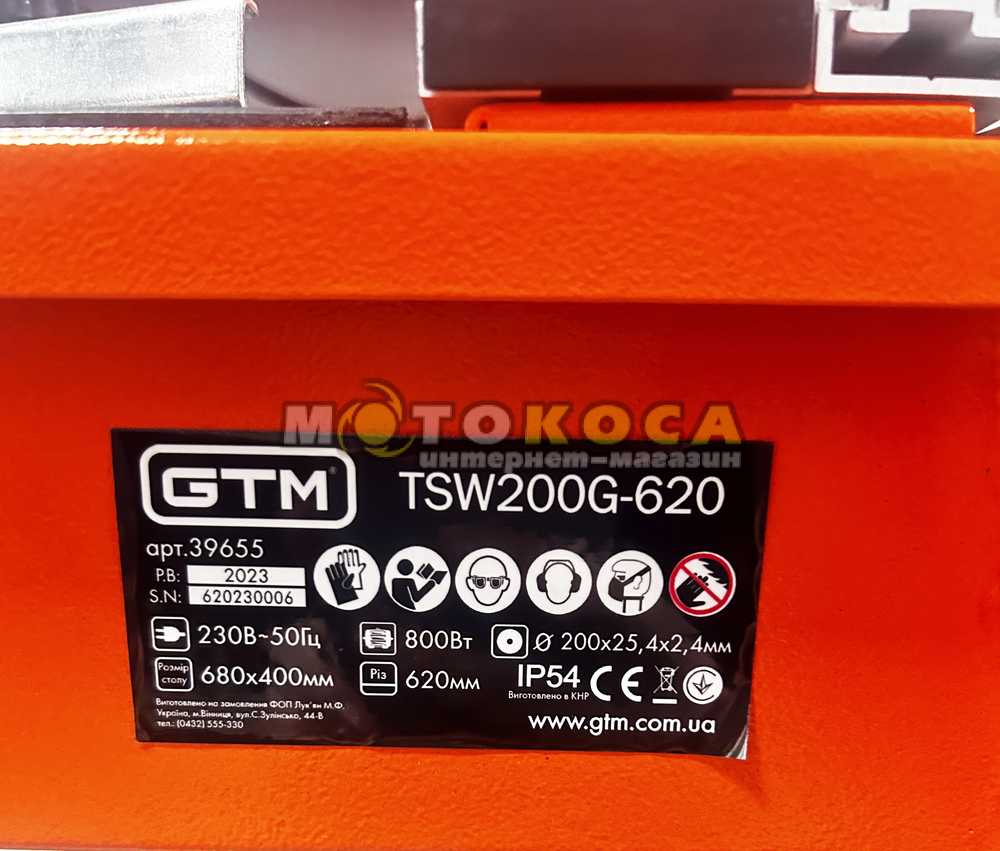 МОТОКОСА
интернет-магазин
GTM® TSW200G-620
арт.39655
Р.В: 2023
S.N: 620230006
230В~50Гц 800Вт Ø 200x25,4x2,4мм
Розмір столу 680x400мм Різ 620мм IP54 CE
Виготовлено в КНР
Виготовлено на замовлення ФОП Лук'ян М.Ф.
Україна, м.Вінниця, вул.С.Зулінсько, 44-В
тел.: (0432) 555-330
www.gtm.com.ua